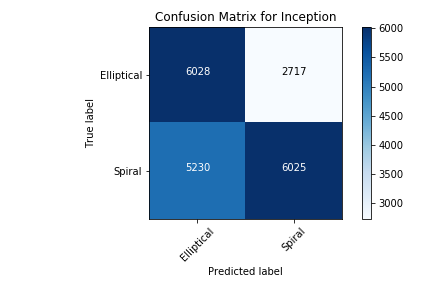 Confusion Matrix for Inception
6000
6028 2717
Elliptical
5500
5000
4500
True label
4000
5230 6025
Spiral
3500
3000
Elliptical
Spiral
Predicted label